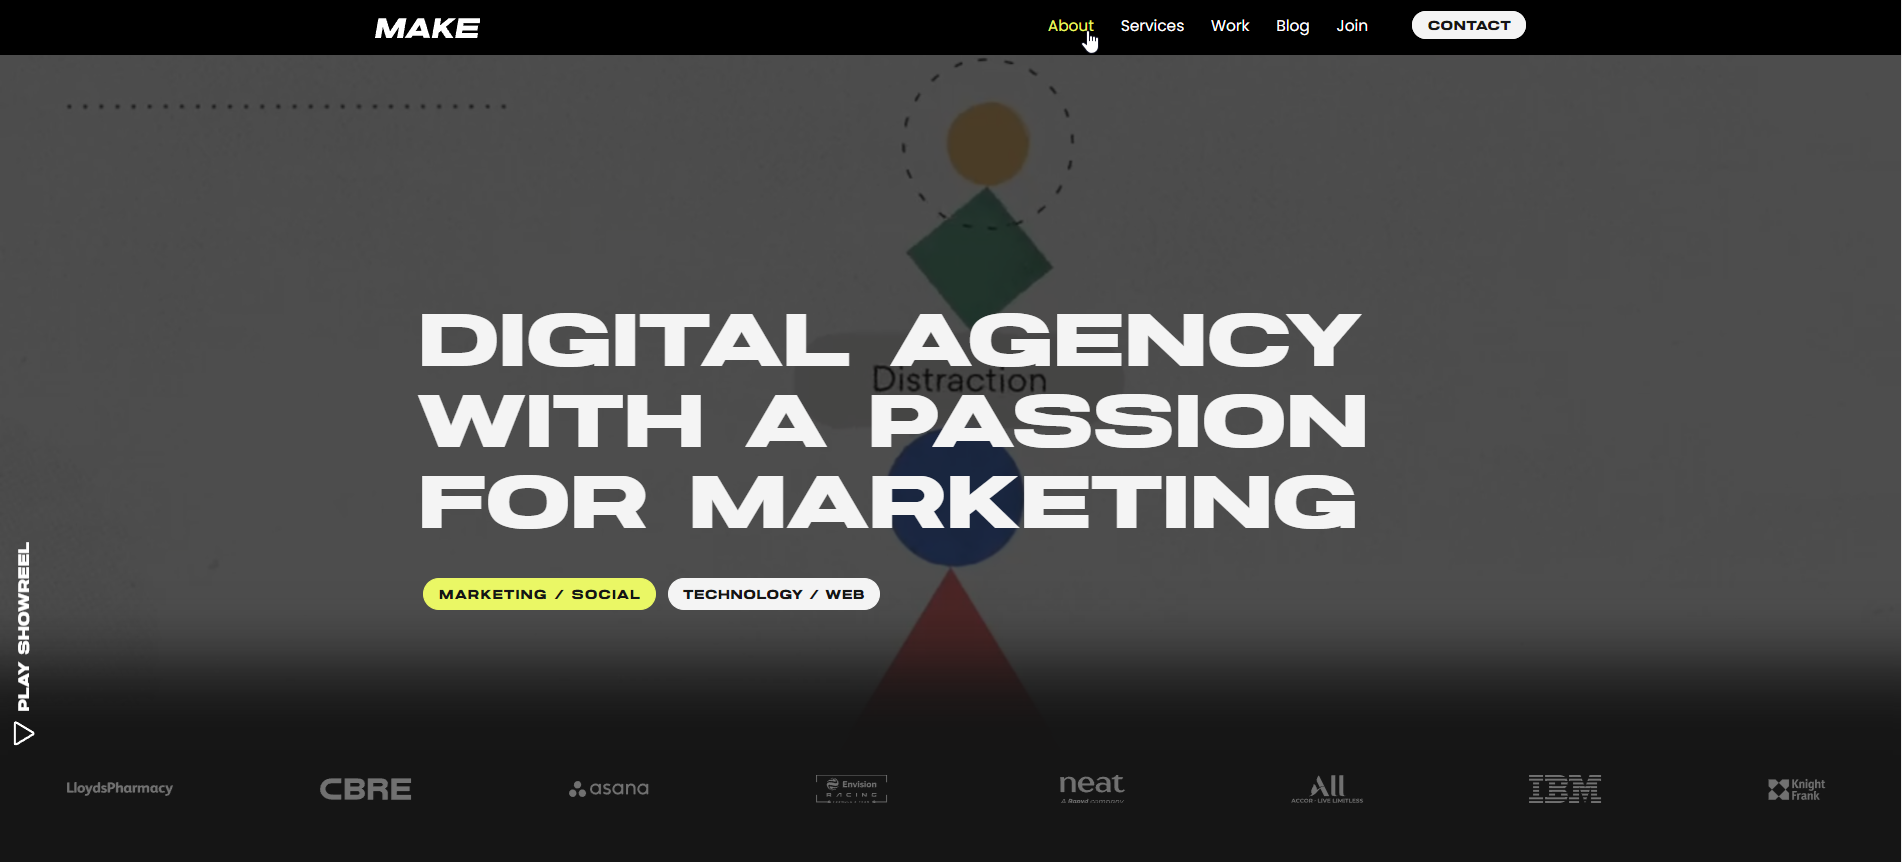 MAKE
About
Services
Work
Blog
Join
CONTACT
DIGITAL AGENCY
Distraction
WITH A PASSION
FOR MARKETING
MARKETING / SOCIAL
TECHNOLOGY / WEB
PLAY SHOWREEL
LloydsPharmacy
CBRE
asana
Envision
RACING
neat
A Bawd company
All
ACCOR · LIVE LIMITLESS
IBM
Knight
Frank